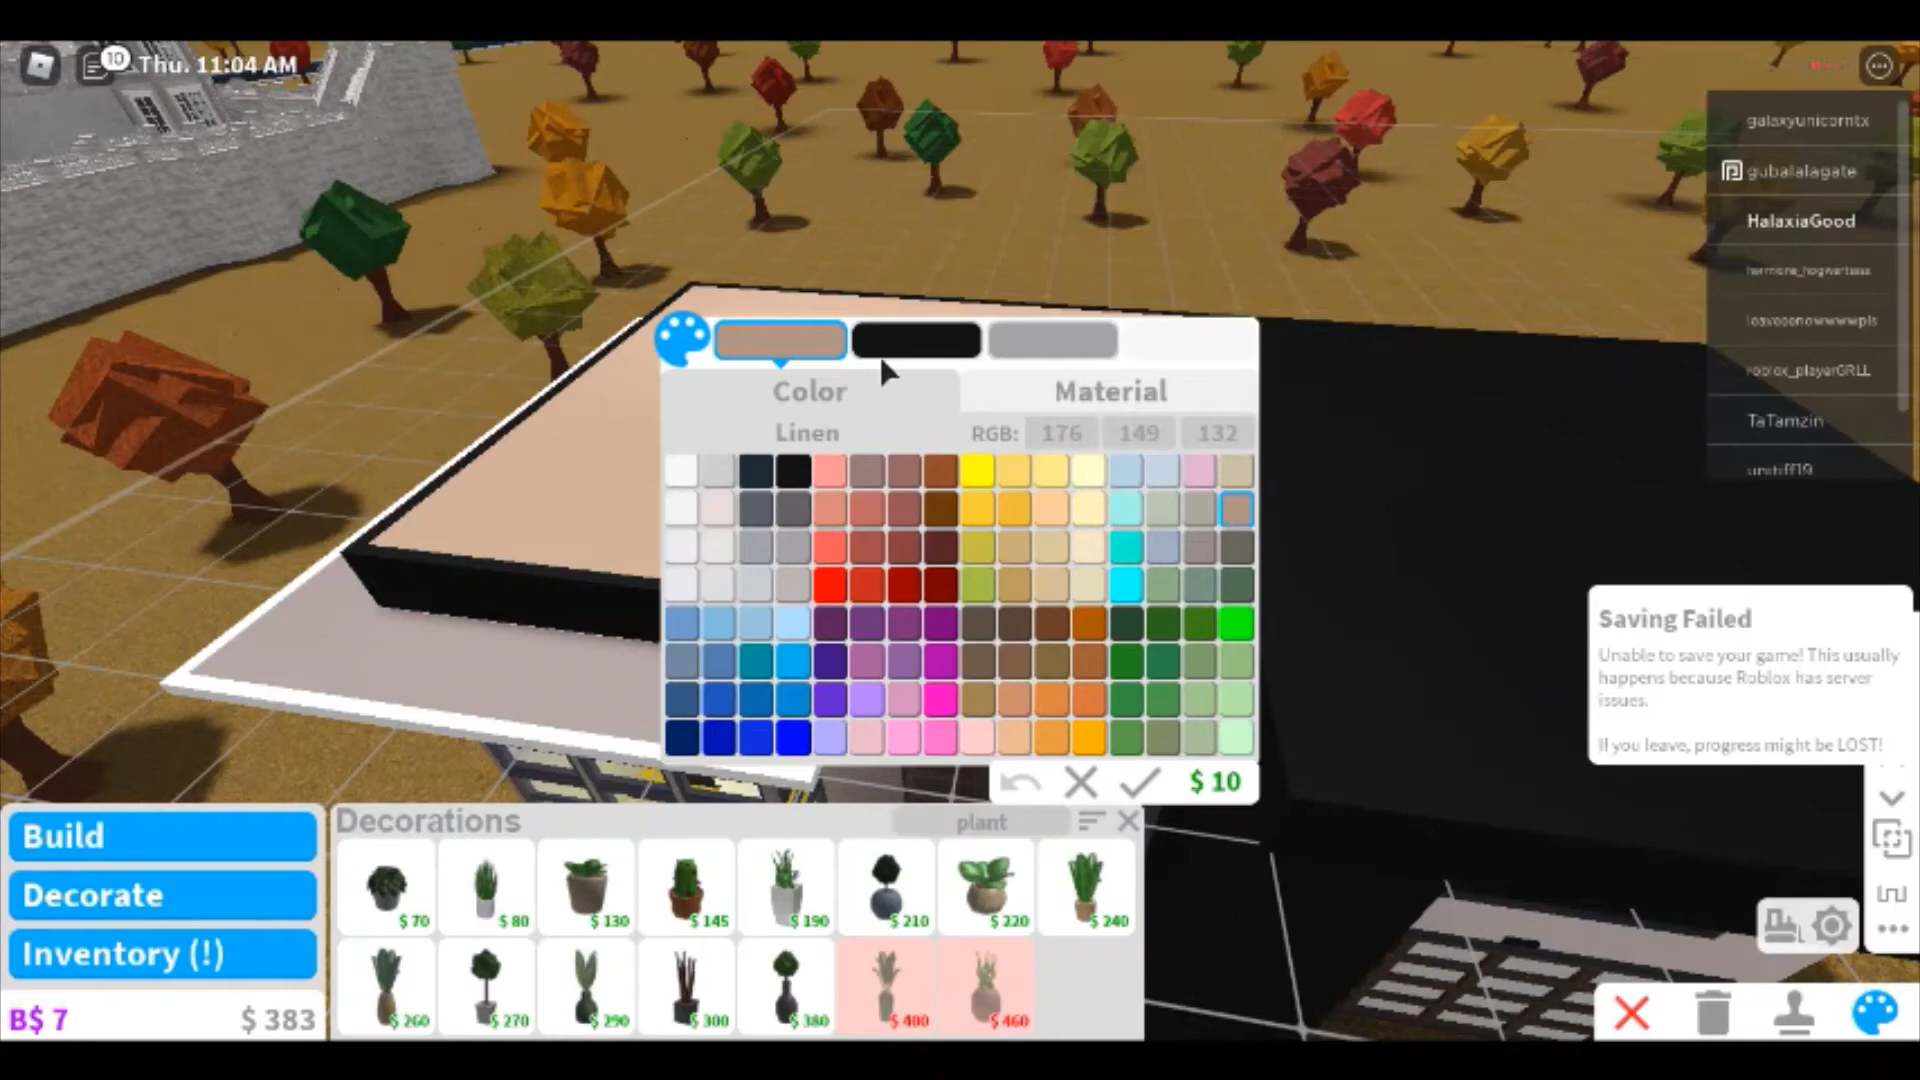 10
Thu. 11:04 AM
galaxyunicorntx
gubalalagate
HalaxiaGood
roblox_playerGRLL
TaTamzin
Color
Material
Linen
RGB: 176 149 132
Saving Failed
Unable to save your game! This usually
happens because Roblox has server
issues.
If you leave, progress might be LOST!
$ 10
Build
Decorate
Inventory (!)
B$ 7
$ 383
Decorations
plant
$ 70
$ 80
$ 130
$ 145
$ 190
$ 210
$ 220
$ 240
$ 260
$ 270
$ 290
$ 300
$ 380
$ 400
$ 460